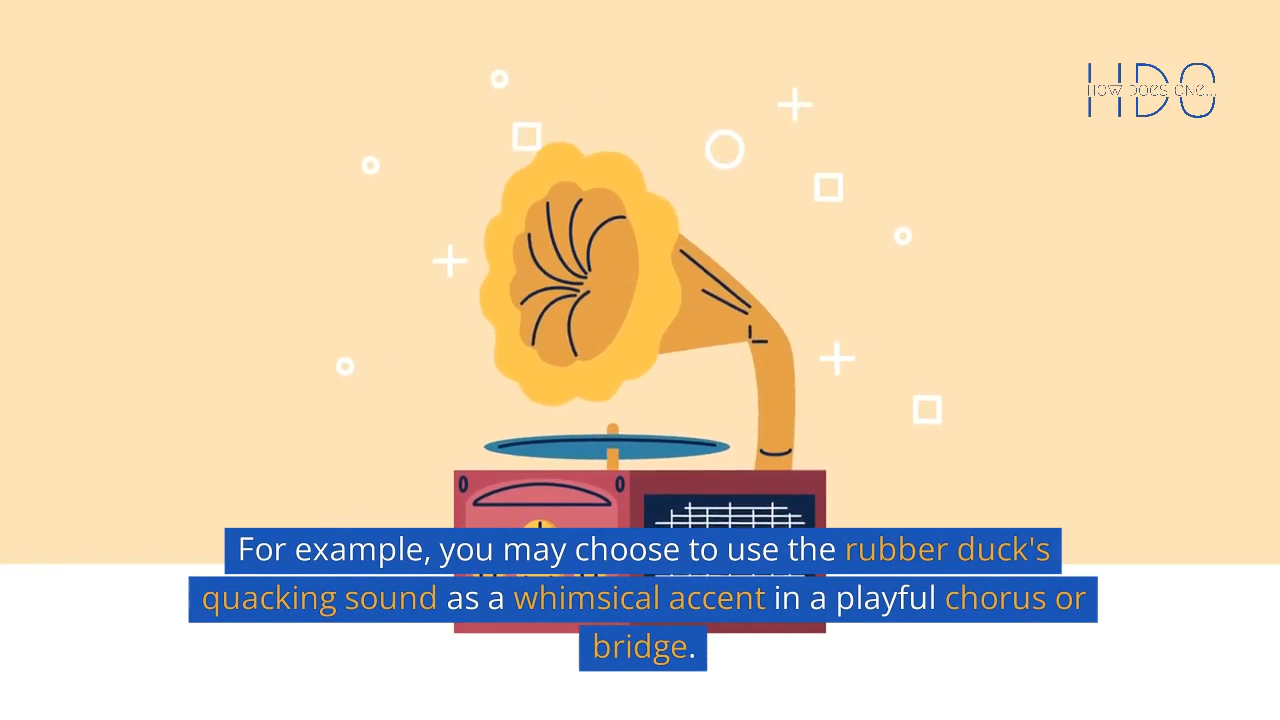 HDO
HOW DOES ONE...
For example, you may choose to use the rubber duck's
quacking sound as a whimsical accent in a playful chorus or
bridge.